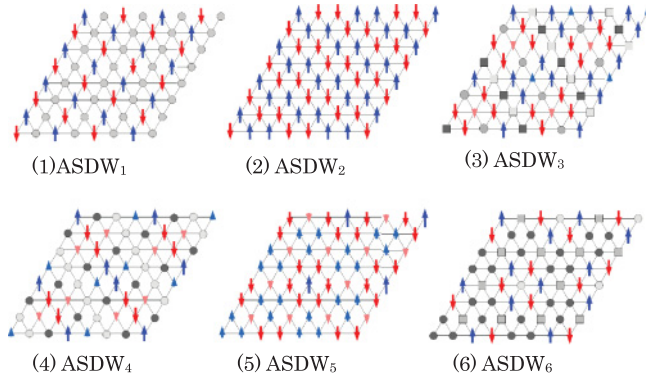 (1)ASDW₁
(2) ASDW₂
(3) ASDW₃
(4) ASDW₄
(5) ASDW₅
(6) ASDW₆